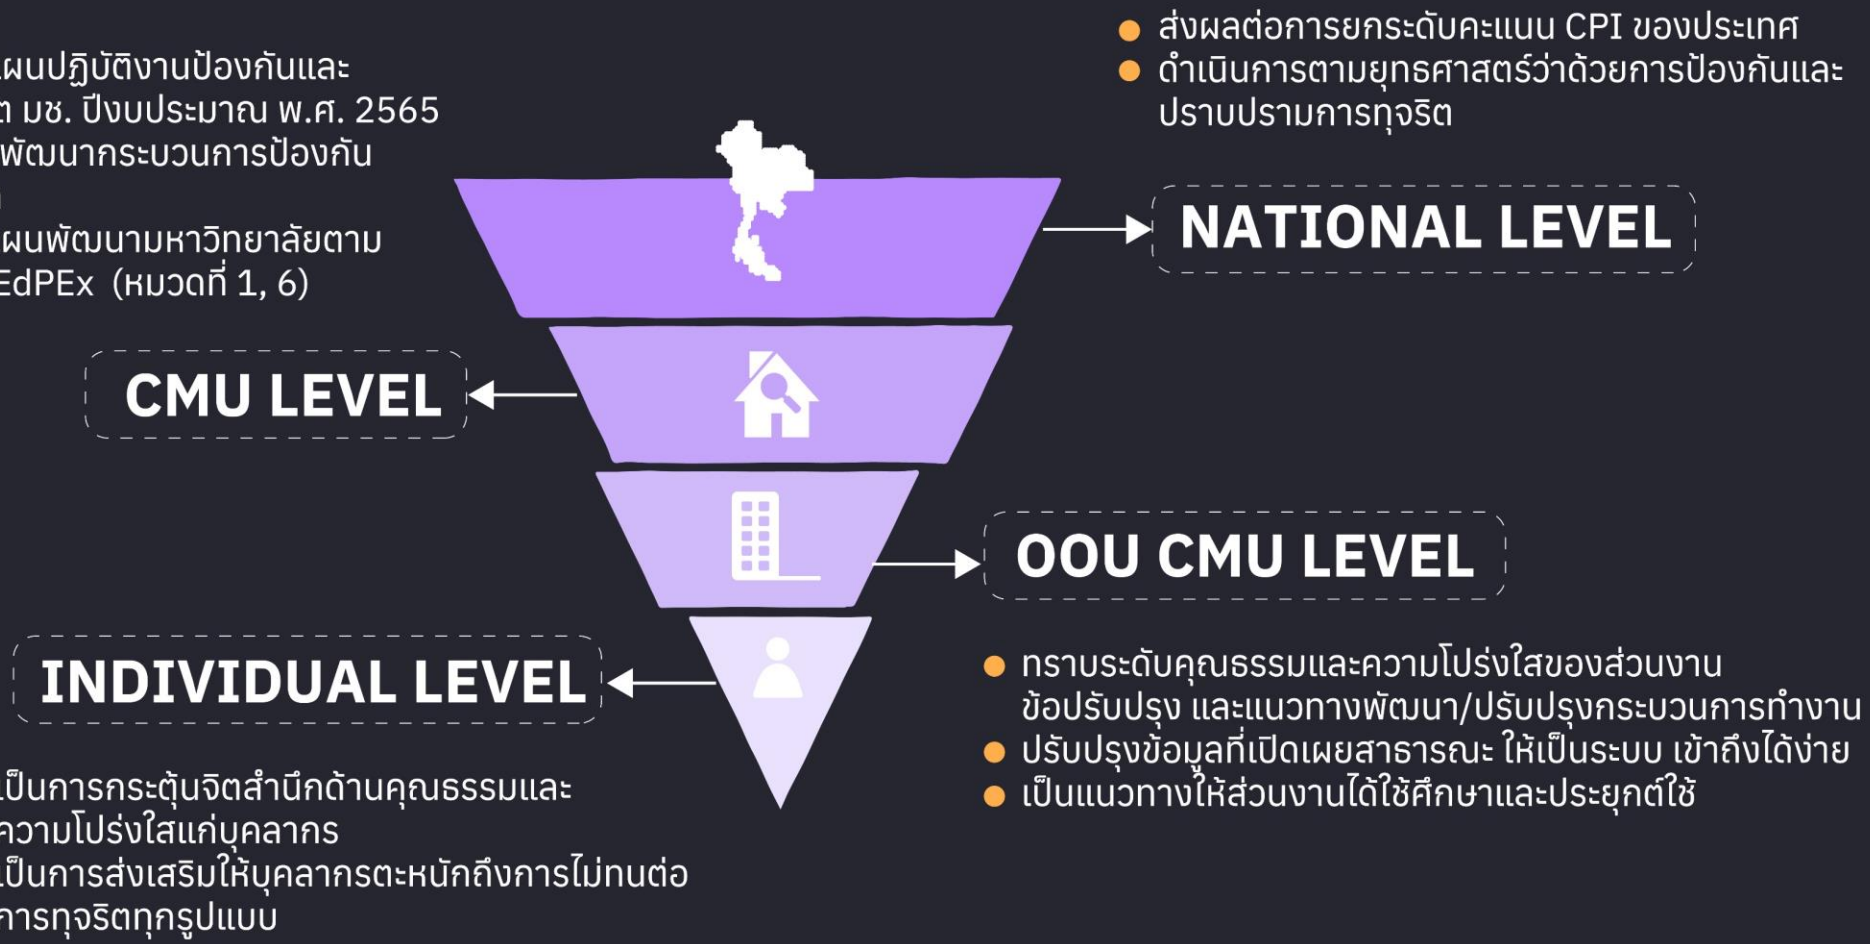 ส่งผลต่อการยกระดับคะแนน CPI ของประเทศ
ดำเนินการตามยุทธศาสตร์ว่าด้วยการป้องกันและ
ปราบปรามการทุจริต
NATIONAL LEVEL
ผนปฏิบัติงานป้องกันและ
ต มช. ปีงบประมาณ พ.ศ. 2565
พัฒนากระบวนการป้องกัน
ผนพัฒนามหาวิทยาลัยตาม
EdPEx (หมวดที่ 1, 6)
CMU LEVEL
OOU CMU LEVEL
ทราบระดับคุณธรรมและความโปร่งใสของส่วนงาน
ข้อปรับปรุง และแนวทางพัฒนา/ปรับปรุงกระบวนการทำงาน
ปรับปรุงข้อมูลที่เปิดเผยสาธารณะ ให้เป็นระบบ เข้าถึงได้ง่าย
เป็นแนวทางให้ส่วนงานได้ใช้ศึกษาและประยุกต์ใช้
INDIVIDUAL LEVEL
เป็นการกระตุ้นจิตสำนึกด้านคุณธรรมและ
ความโปร่งใสแก่บุคลากร
เป็นการส่งเสริมให้บุคลากรตะหนักถึงการไม่ทนต่อ
การทุจริตทุกรูปแบบ